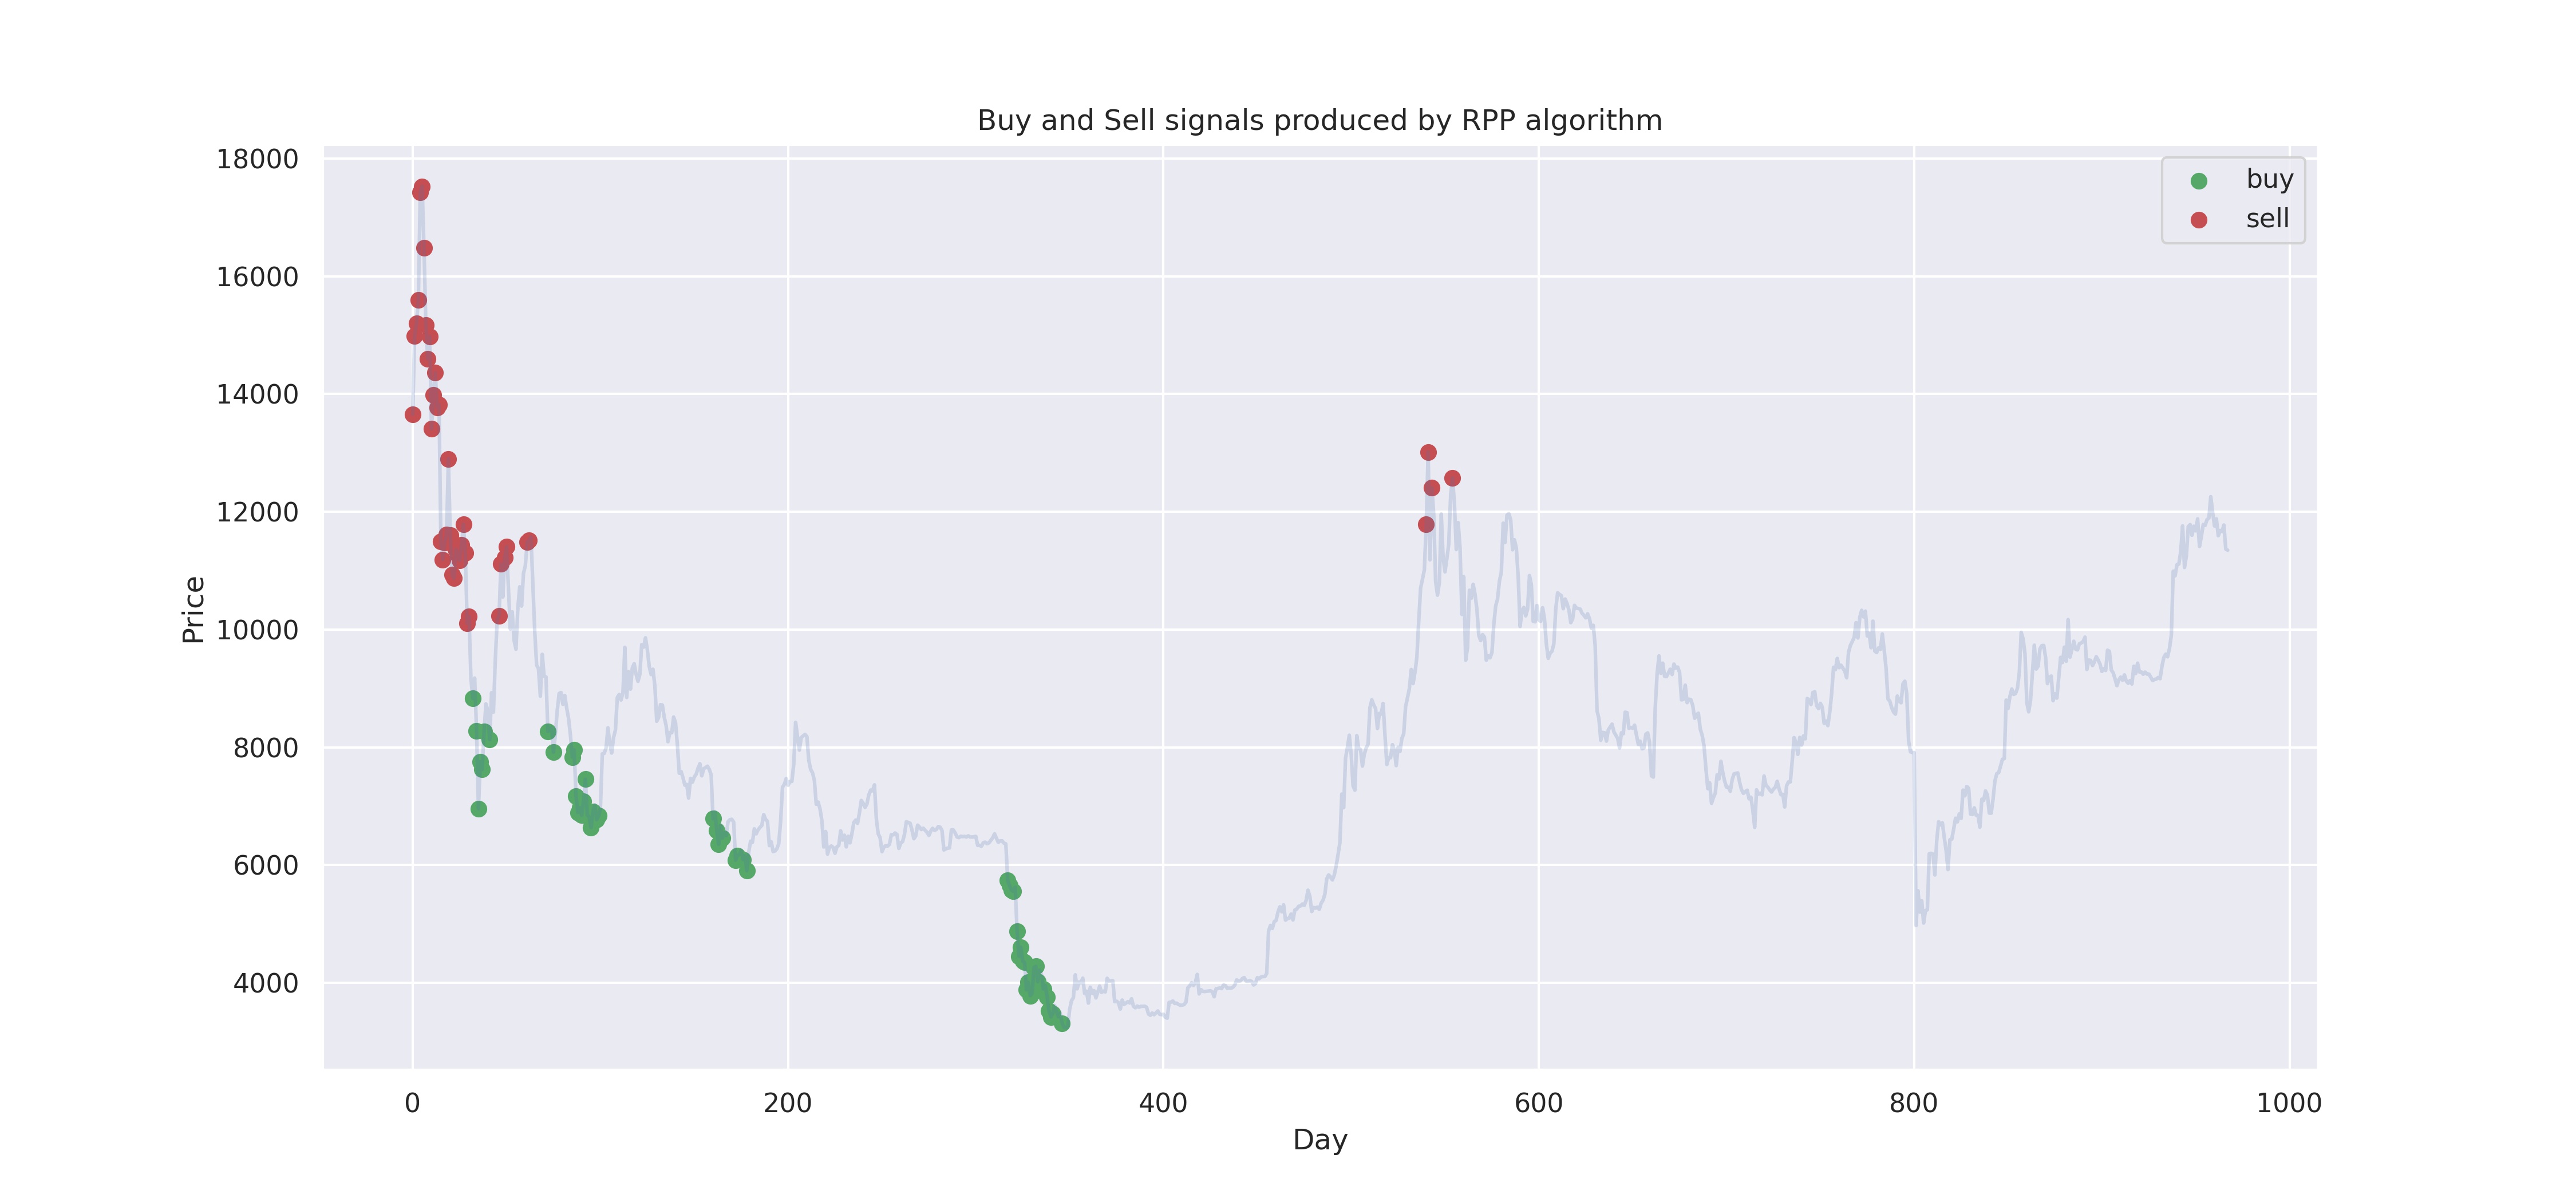 Buy and Sell signals produced by RPP algorithm
buy
sell
18000
16000
14000
12000
10000
8000
6000
4000
Price
0 200 400 600 800 1000
Day